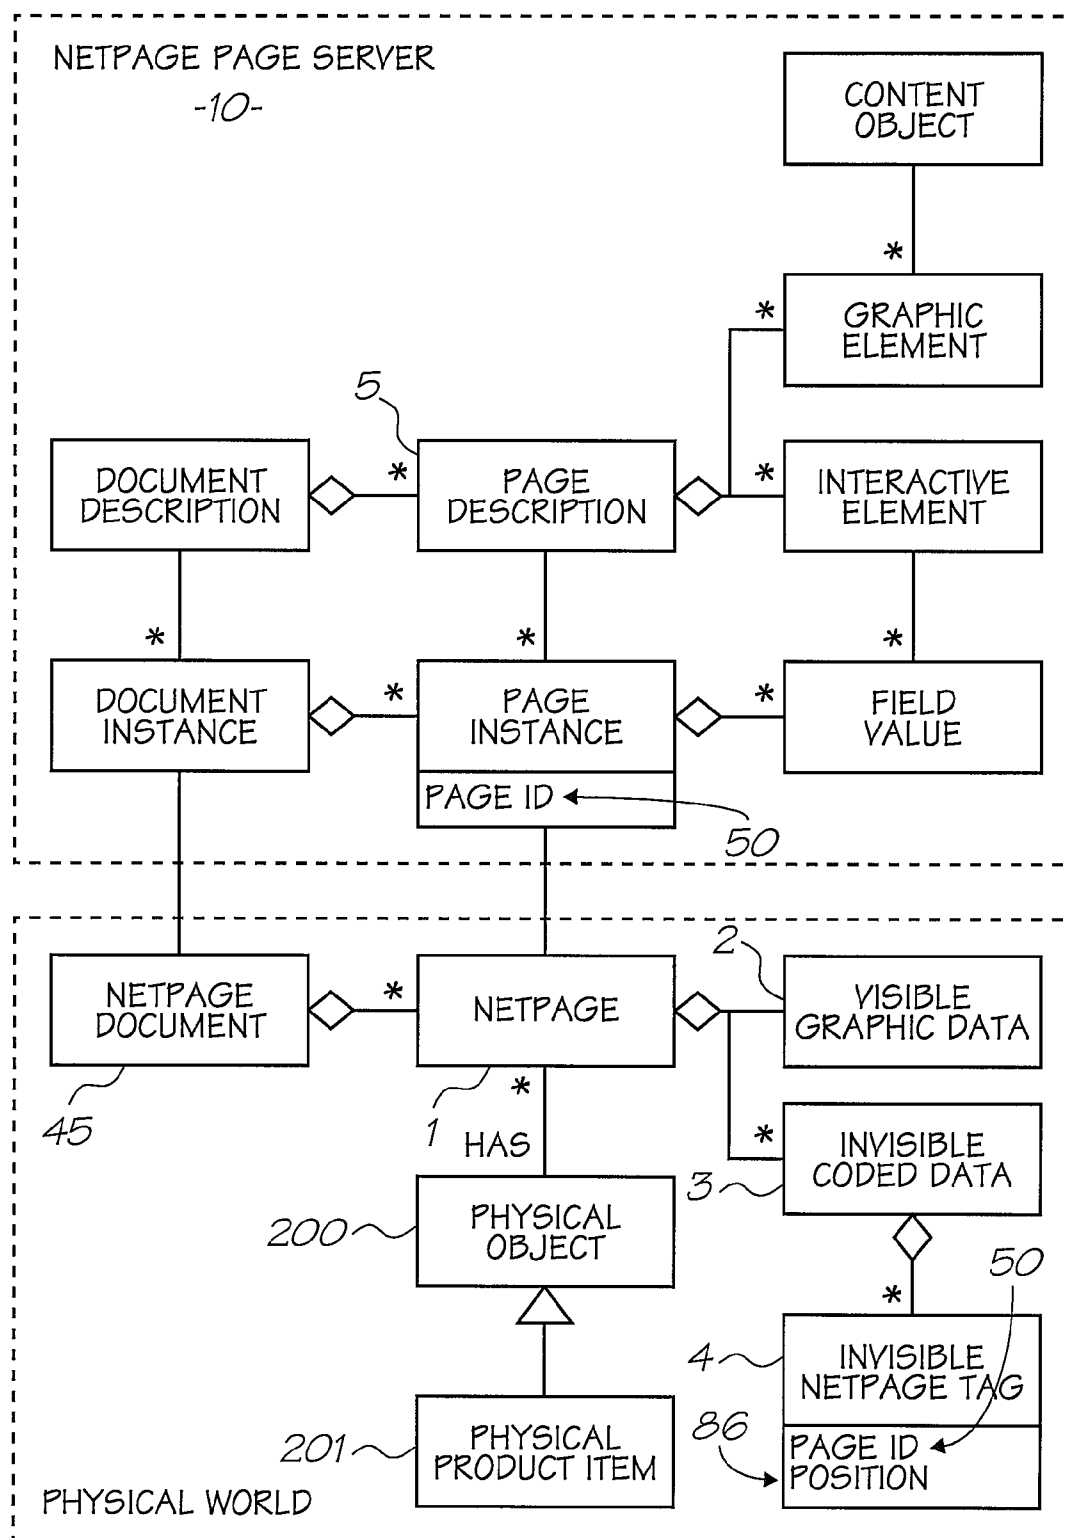 NETPAGE PAGE SERVER
-10-
CONTENT
OBJECT
*
GRAPHIC
ELEMENT
*
5
DOCUMENT
DESCRIPTION
*
PAGE
DESCRIPTION
*
INTERACTIVE
ELEMENT
*
*
*
DOCUMENT
INSTANCE
*
PAGE
INSTANCE
*
FIELD
VALUE
PAGE ID
50
NETPAGE
DOCUMENT
45
*
NETPAGE
1
*
HAS
2
VISIBLE
GRAPHIC DATA
*
INVISIBLE
CODED DATA
3
200
PHYSICAL
OBJECT
*
50
4
INVISIBLE
NETPAGE TAG
86
PAGE ID
POSITION
201
PHYSICAL
PRODUCT ITEM
PHYSICAL WORLD